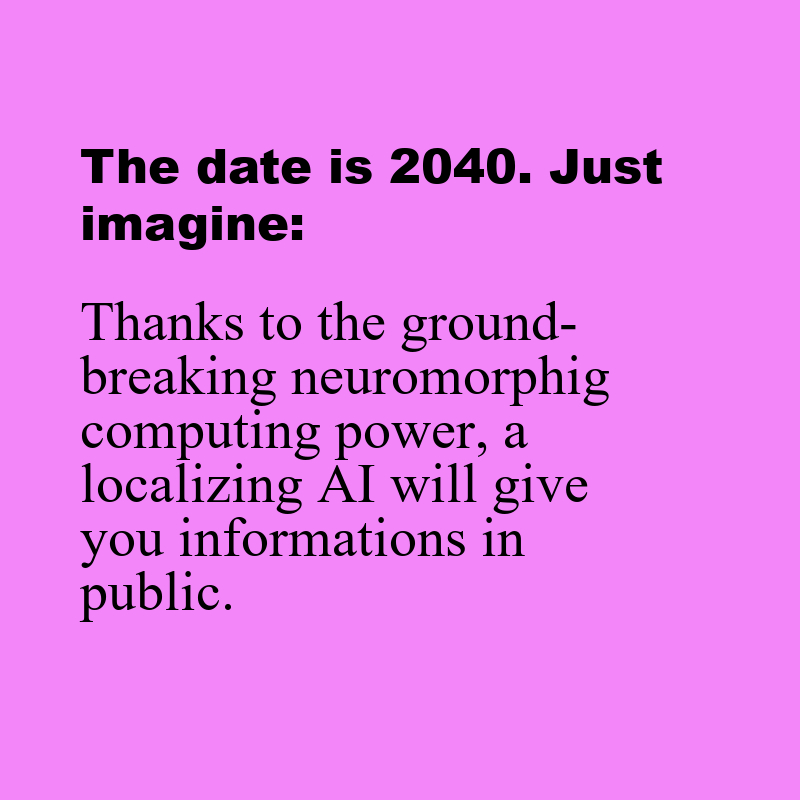 The date is 2040. Just
imagine:
Thanks to the ground-
breaking neuromorphig
computing power, a
localizing AI will give
you informations in
public.